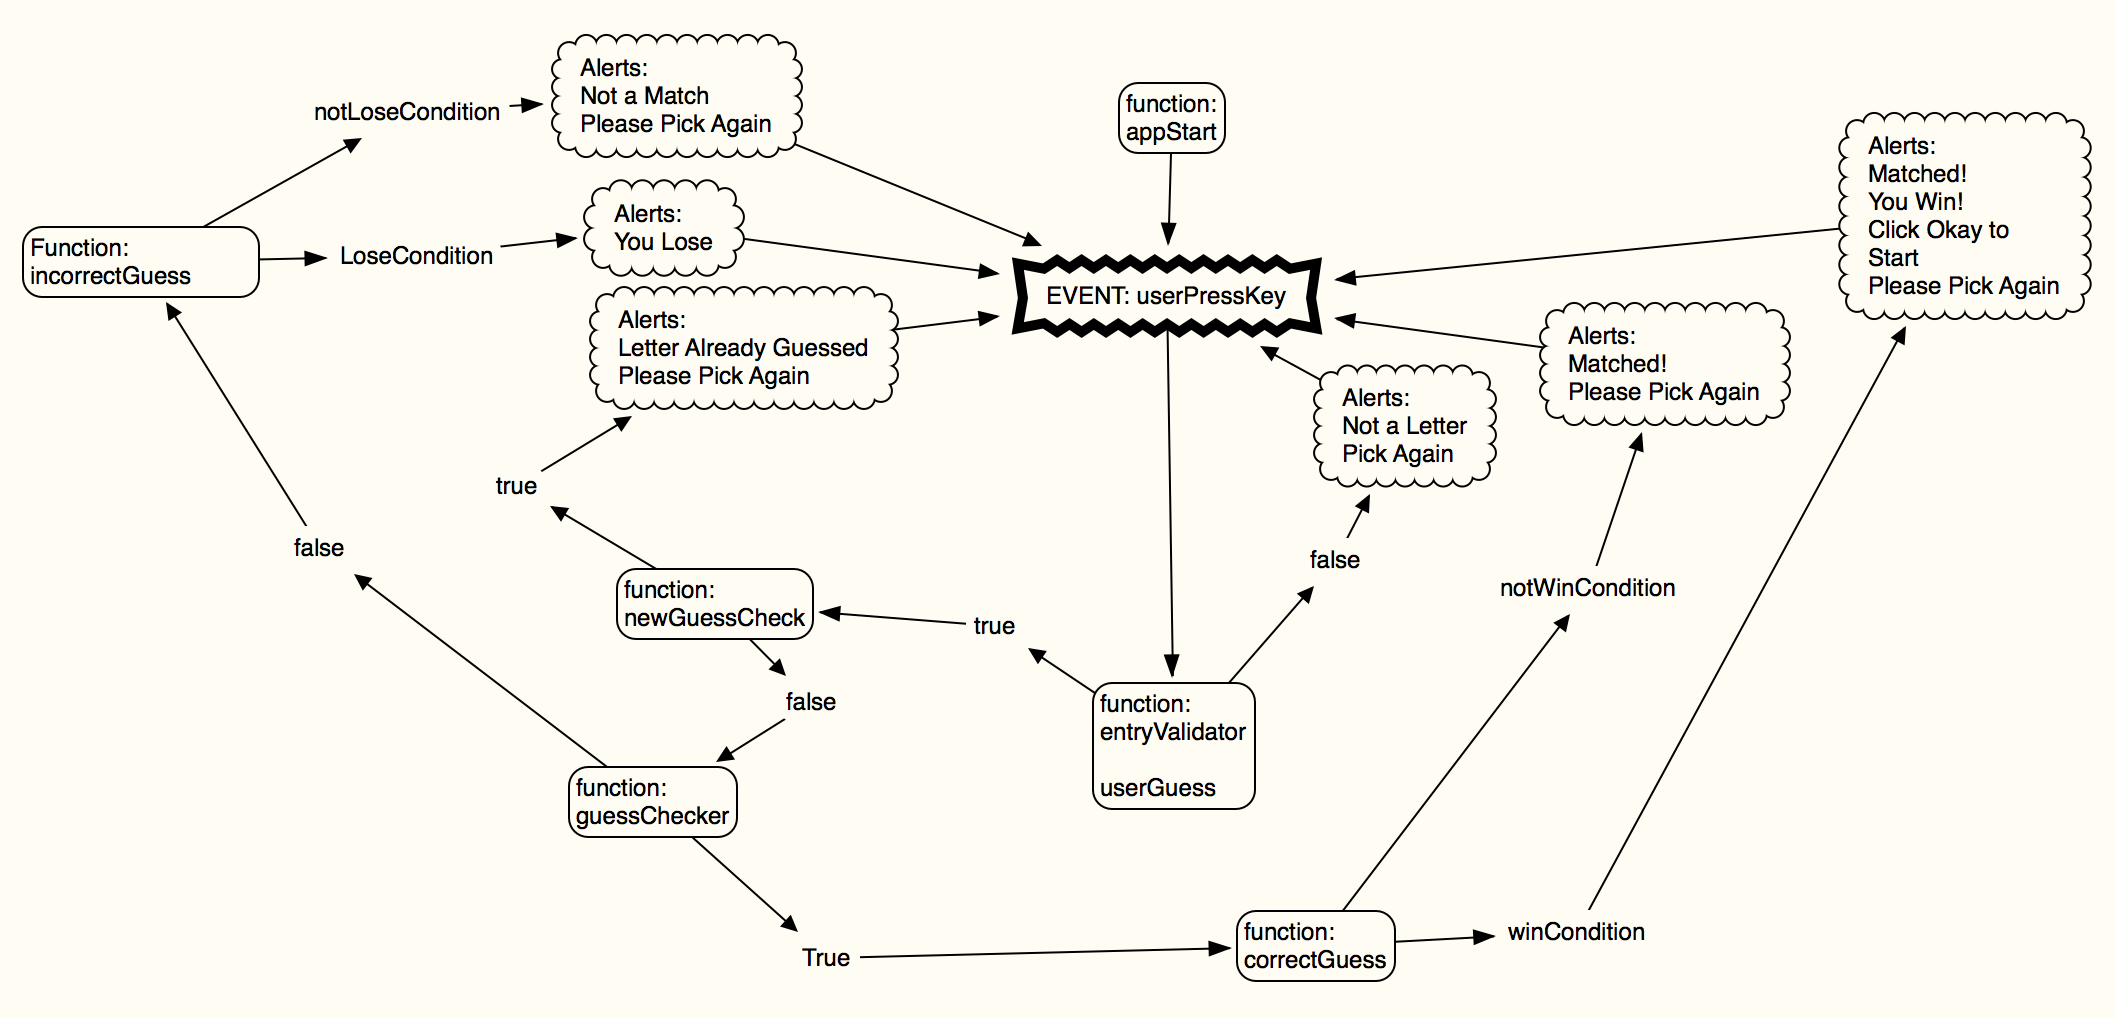 Alerts:
Not a Match
Please Pick Again
notLoseCondition
function:
appStart
Alerts:
Matched!
You Win!
Click Okay to
Start
Please Pick Again
Alerts:
You Lose
Function:
incorrectGuess
LoseCondition
EVENT: userPressKey
Alerts:
Letter Already Guessed
Please Pick Again
Alerts:
Matched!
Please Pick Again
Alerts:
Not a Letter
Pick Again
true
false
false
function:
newGuessCheck
true
notWinCondition
false
function:
entryValidator
userGuess
function:
guessChecker
True
function:
correctGuess
winCondition